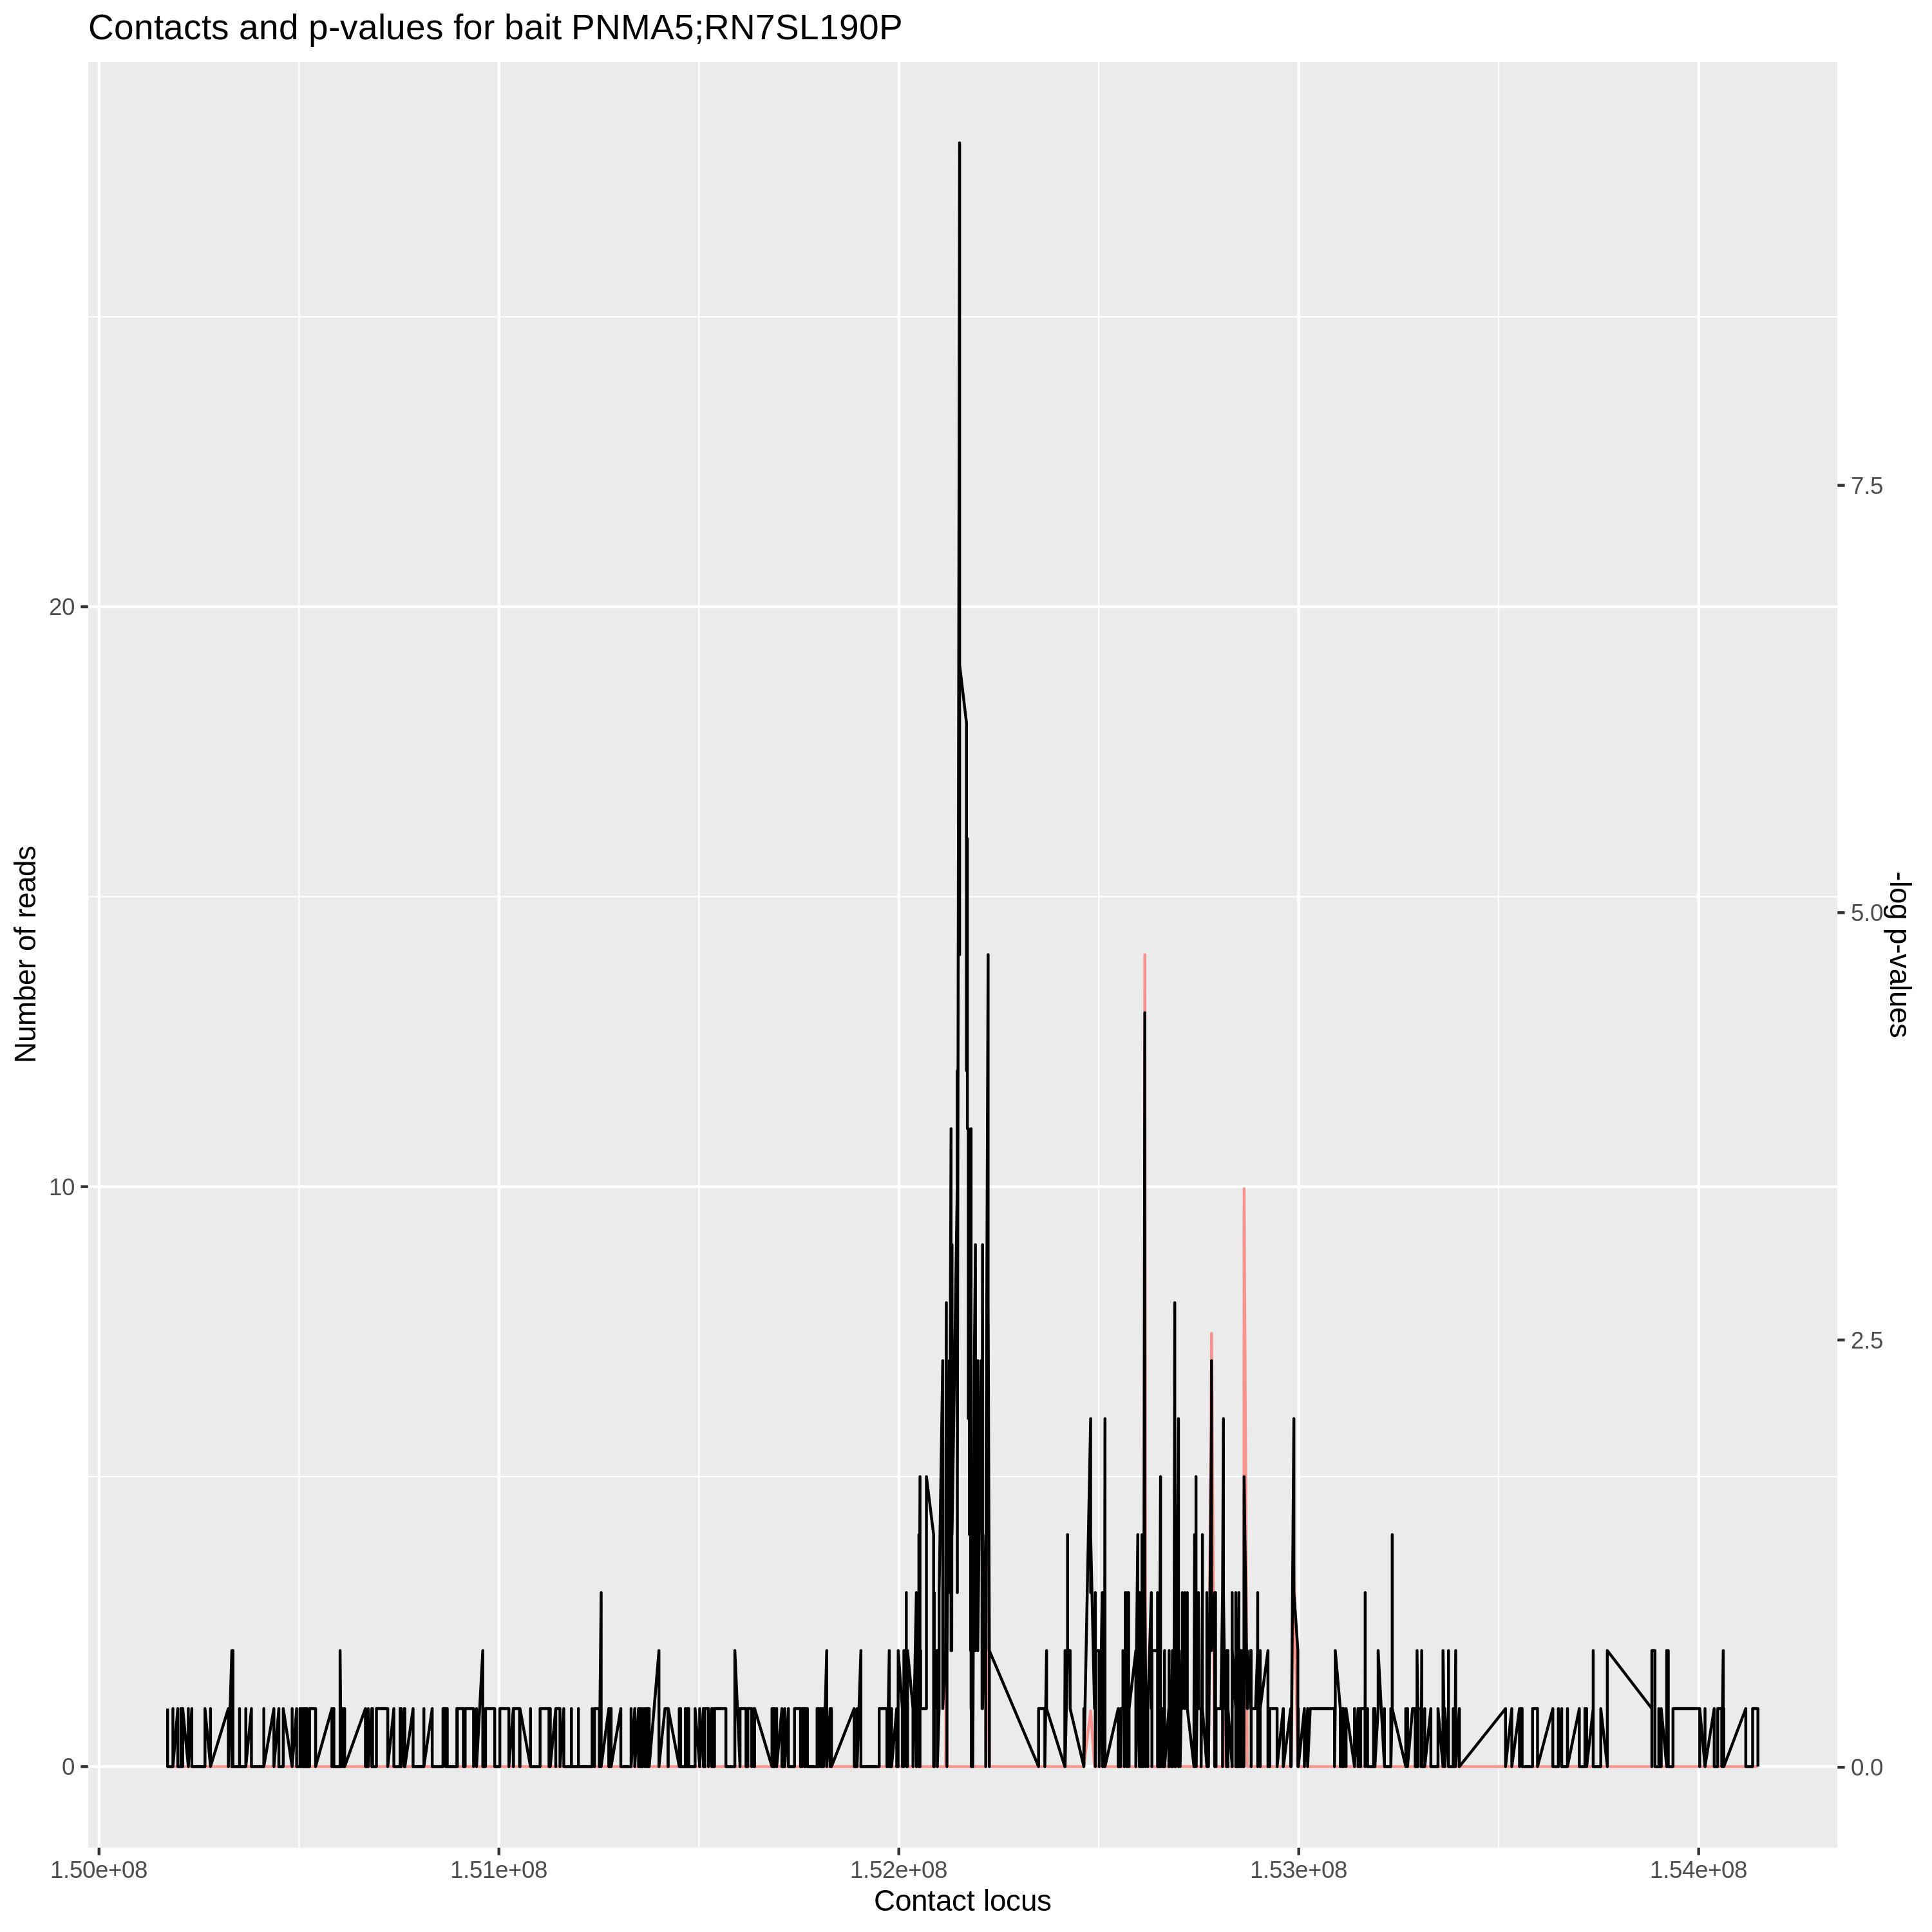 Contacts and p-values for bait PNMA5;RN7SL190P
Number of reads
20
10
0
7.5
5.0
2.5
0.0
-log p-values
1.50e+08 1.51e+08 1.52e+08 1.53e+08 1.54e+08
Contact locus